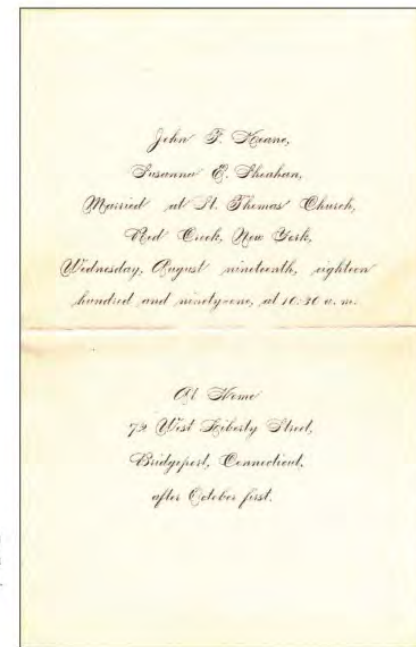 John F. Keane,
Susanna E. Sheahan,
Married at St. Thomas Church,
Red Creek, New York,
Wednesday, August nineteenth, eighteen
hundred and ninety-one, at 10:30 a. m.
At Home
West Liberty Street,
Bridgeport, Connecticut,
after October first.